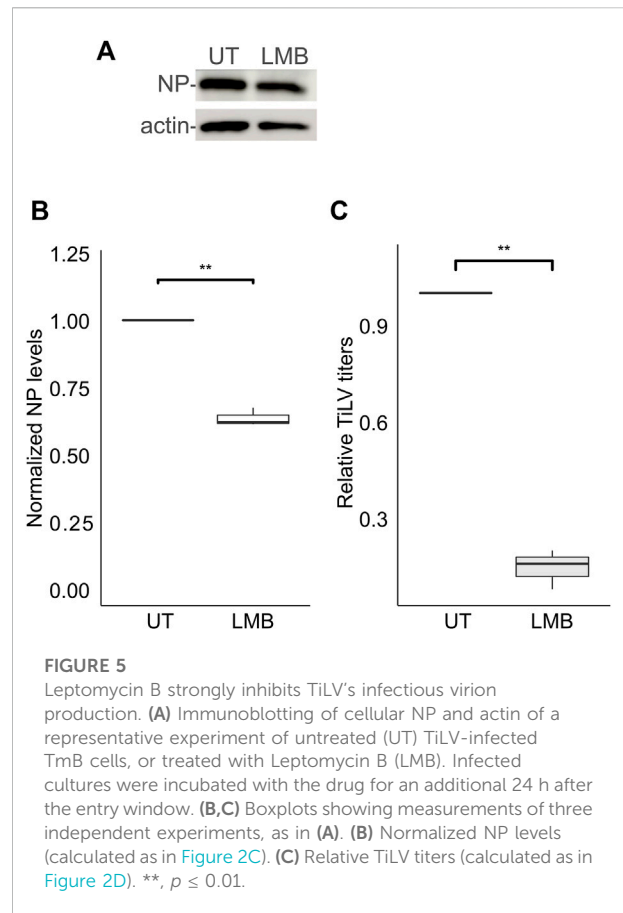 A
UT LMB
NP-
actin-
B
C
**
**
1.25
1.00
0.75
0.50
0.25
0.00
Normalized NP levels
UT LMB
0.9
0.6
0.3
Relative TiLV titers
UT LMB
FIGURE 5
Leptomycin B strongly inhibits TiLV's infectious virion
production. (A) Immunoblotting of cellular NP and actin of a
representative experiment of untreated (UT) TiLV-infected
TmB cells, or treated with Leptomycin B (LMB). Infected
cultures were incubated with the drug for an additional 24 h after
the entry window. (B,C) Boxplots showing measurements of three
independent experiments, as in (A). (B) Normalized NP levels
(calculated as in Figure 2C). (C) Relative TiLV titers (calculated as in
Figure 2D). **, p ≤ 0.01.